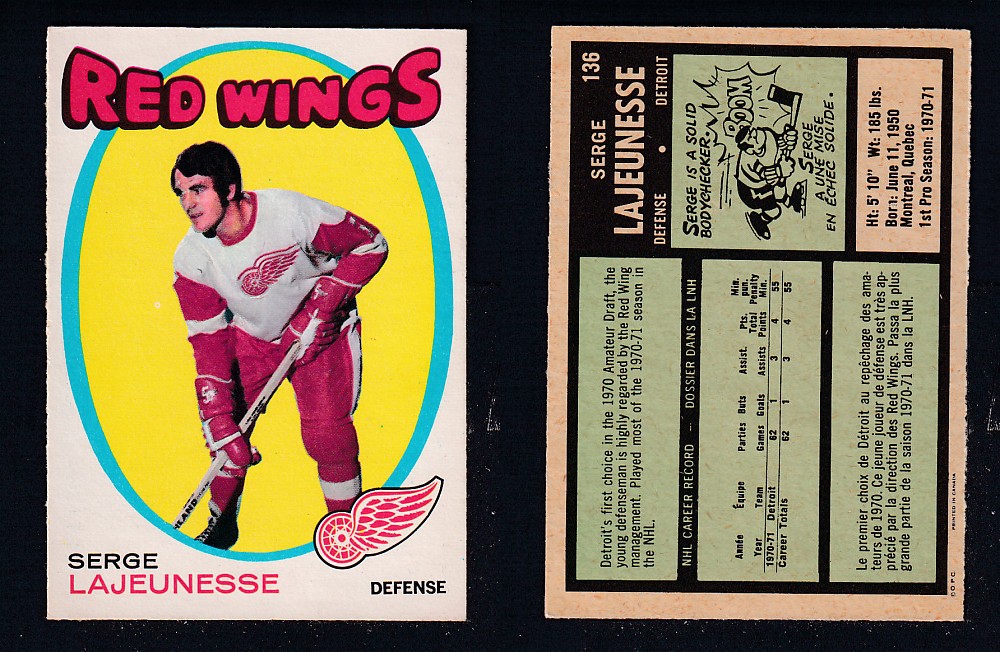 RED WINGS
SERGE
LAJEUNESSE
DEFENSE
136
SERGE
LAJEUNESSE
DEFENSE • DETROIT
SERGE IS A SOLID
BODYCHECKER.
BOOM
SERGE
A UNE MISE
EN ÉCHEC SOLIDE.
Ht: 5' 10" Wt: 185 lbs.
Born: June 11, 1950
Montreal, Quebec
1st Pro Season: 1970-71
Detroit's first choice in the 1970 Amateur Draft, the
young defenseman is highly regarded by the Red Wing
management. Played most of the 1970-71 season in
the NHL.
NHL CAREER RECORD — DOSSIER DANS LA LNH
Année Équipe Parties Buts Assist. Pts. Min. pun.
Year Team Games Goals Assists Total Points Penalty Min.
1970-71 Detroit 62 1 3 4 55
Career Totals 62 1 3 4 55
Le premier choix de Détroit au repêchage des ama-
teurs de 1970. Ce jeune joueur de défense est très ap-
précié par la direction des Red Wings. Passa la plus
grande partie de la saison 1970-71 dans la LNH.
© O.P.C. PRINTED IN CANADA